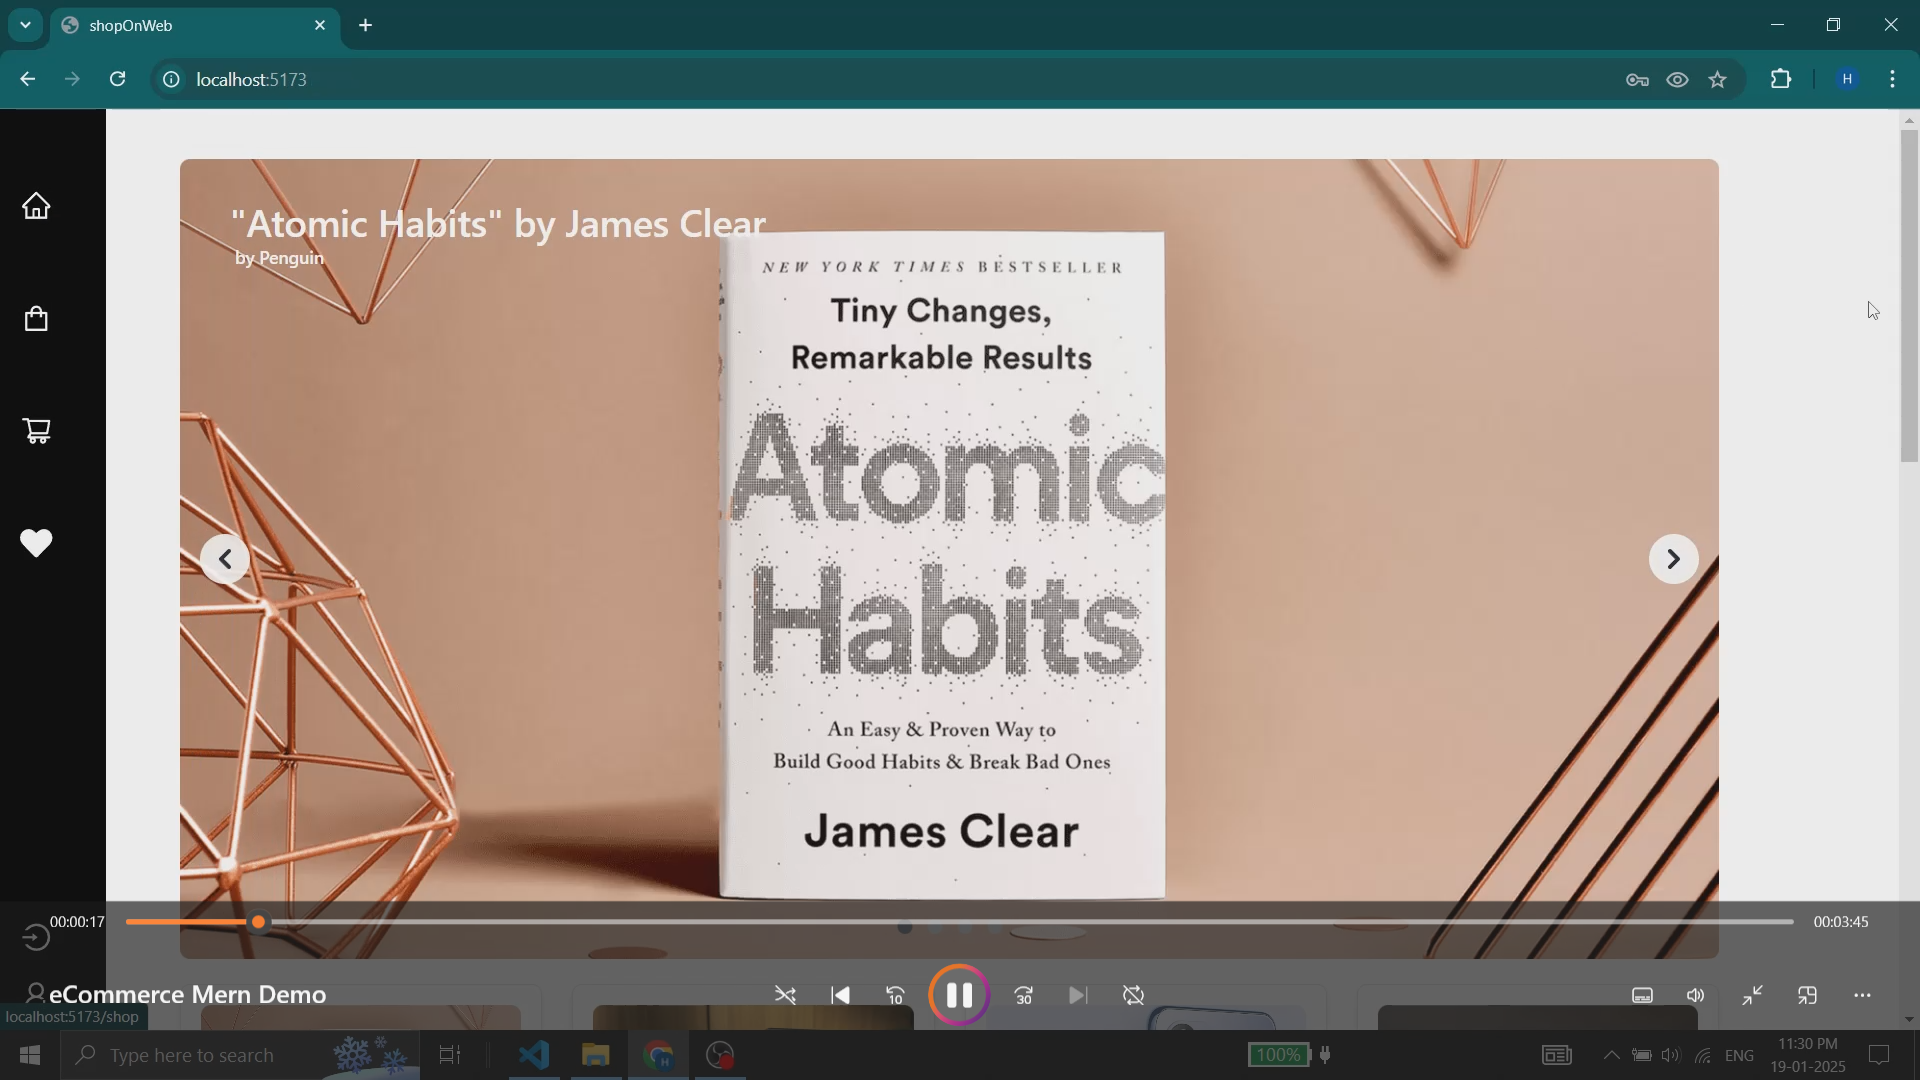 shopOnWeb
localhost:5173
H
"Atomic Habits" by James Clear
by Penguin
NEW YORK TIMES BESTSELLER
Tiny Changes,
Remarkable Results
Atomic
Habits
An Easy & Proven Way to
Build Good Habits & Break Bad Ones
James Clear
00:00:17
00:03:45
eCommerce Mern Demo
10
30
localhost:5173/shop
Type here to search
H
100%
ENG
11:30 PM
19-01-2025